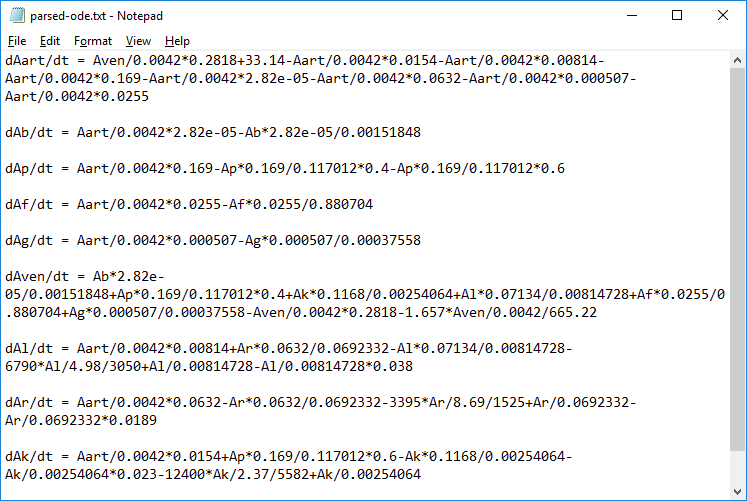 parsed-ode.txt - Notepad
File Edit Format View Help
dAart/dt = Aven/0.0042*0.2818+33.14-Aart/0.0042*0.0154-Aart/0.0042*0.00814-
Aart/0.0042*0.169-Aart/0.0042*2.82e-05-Aart/0.0042*0.0632-Aart/0.0042*0.000507-
Aart/0.0042*0.0255
dAb/dt = Aart/0.0042*2.82e-05-Ab*2.82e-05/0.00151848
dAp/dt = Aart/0.0042*0.169-Ap*0.169/0.117012*0.4-Ap*0.169/0.117012*0.6
dAf/dt = Aart/0.0042*0.0255-Af*0.0255/0.880704
dAg/dt = Aart/0.0042*0.000507-Ag*0.000507/0.00037558
dAven/dt = Ab*2.82e-
05/0.00151848+Ap*0.169/0.117012*0.4+Ak*0.1168/0.00254064+Al*0.07134/0.00814728+Af*0.0255/0
.880704+Ag*0.000507/0.00037558-Aven/0.0042*0.2818-1.657*Aven/0.0042/665.22
dAl/dt = Aart/0.0042*0.00814+Ar*0.0632/0.0692332-Al*0.07134/0.00814728-
6790*Al/4.98/3050+Al/0.00814728-Al/0.00814728*0.038
dAr/dt = Aart/0.0042*0.0632-Ar*0.0632/0.0692332-3395*Ar/8.69/1525+Ar/0.0692332-
Ar/0.0692332*0.0189
dAk/dt = Aart/0.0042*0.0154+Ap*0.169/0.117012*0.6-Ak*0.1168/0.00254064-
Ak/0.00254064*0.023-12400*Ak/2.37/5582+Ak/0.00254064